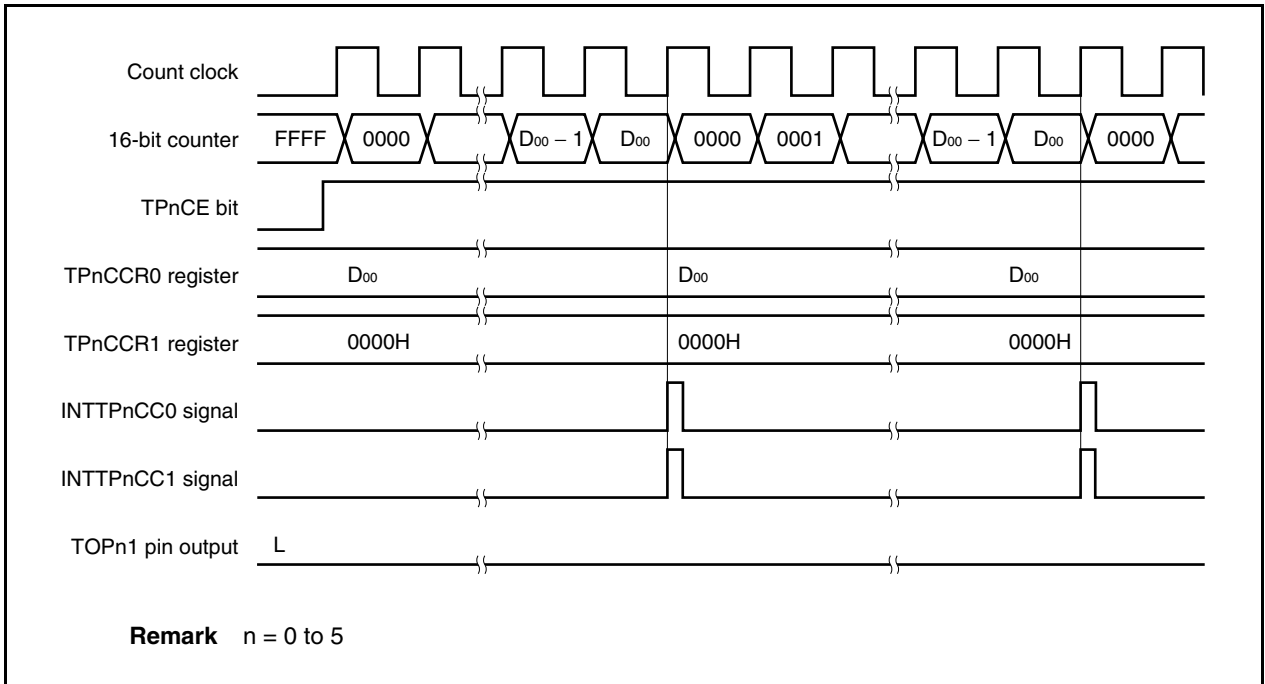 Count clock
16-bit counter FFFF 0000 D00 − 1 D00 0000 0001 D00 − 1 D00 0000
TPnCE bit
TPnCCR0 register D00 D00 D00
TPnCCR1 register 0000H 0000H 0000H
INTTPnCC0 signal
INTTPnCC1 signal
TOPn1 pin output L
Remark n = 0 to 5